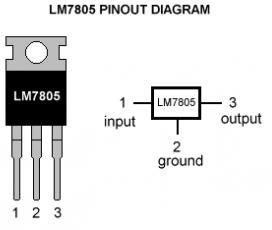 LM7805 PINOUT DIAGRAM
LM7805
1 2 3
1 LM7805 3
input output
2
ground